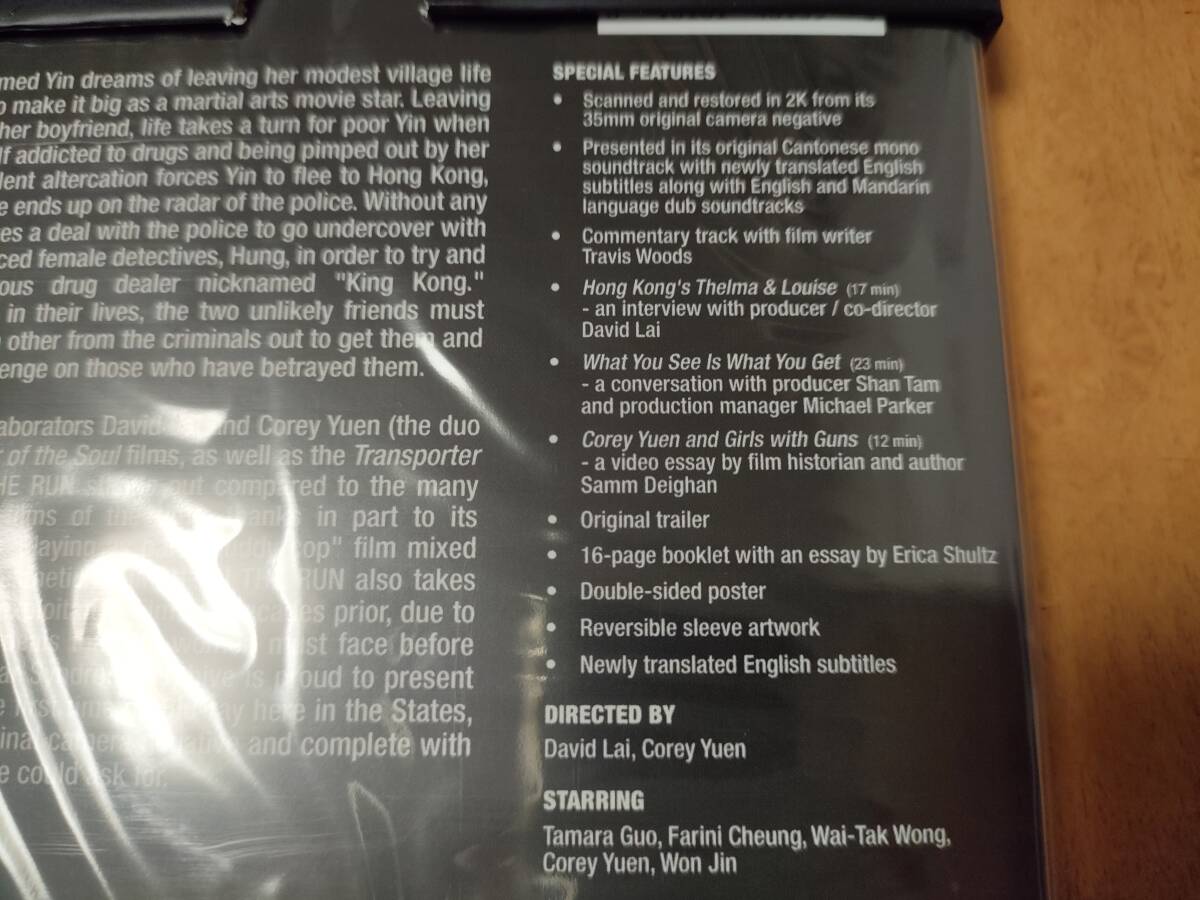 med Yin dreams of leaving her modest village life
o make it big as a martial arts movie star. Leaving
her boyfriend, life takes a turn for poor Yin when
lf addicted to drugs and being pimped out by her
lent altercation forces Yin to flee to Hong Kong,
e ends up on the radar of the police. Without any
es a deal with the police to go undercover with
ced female detectives, Hung, in order to try and
ous drug dealer nicknamed "King Kong."
in their lives, the two unlikely friends must
other from the criminals out to get them and
enge on those who have betrayed them.
aborators David Lai and Corey Yuen (the duo
of the Soul films, as well as the Transporter
HE RUN out compared to the many
of in part to its
laying cop" film mixed
RUN also takes
prior, due to
must face before
is proud to present
here in the States,
and complete with
e could ask for.
SPECIAL FEATURES
• Scanned and restored in 2K from its
35mm original camera negative
• Presented in its original Cantonese mono
soundtrack with newly translated English
subtitles along with English and Mandarin
language dub soundtracks
• Commentary track with film writer
Travis Woods
• Hong Kong's Thelma & Louise (17 min)
- an interview with producer / co-director
David Lai
• What You See Is What You Get (23 min)
- a conversation with producer Shan Tam
and production manager Michael Parker
• Corey Yuen and Girls with Guns (12 min)
- a video essay by film historian and author
Samm Deighan
• Original trailer
• 16-page booklet with an essay by Erica Shultz
• Double-sided poster
• Reversible sleeve artwork
• Newly translated English subtitles
DIRECTED BY
David Lai, Corey Yuen
STARRING
Tamara Guo, Farini Cheung, Wai-Tak Wong,
Corey Yuen, Won Jin